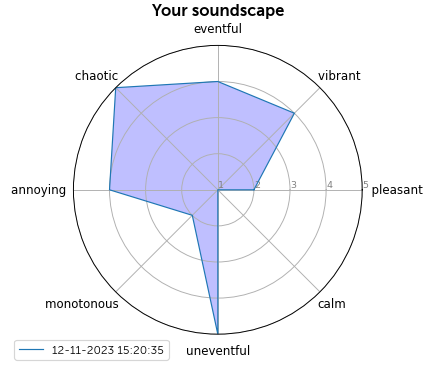 Your soundscape
eventful
chaotic
vibrant
annoying
1 2 3 4 5
pleasant
monotonous
calm
uneventful
12-11-2023 15:20:35